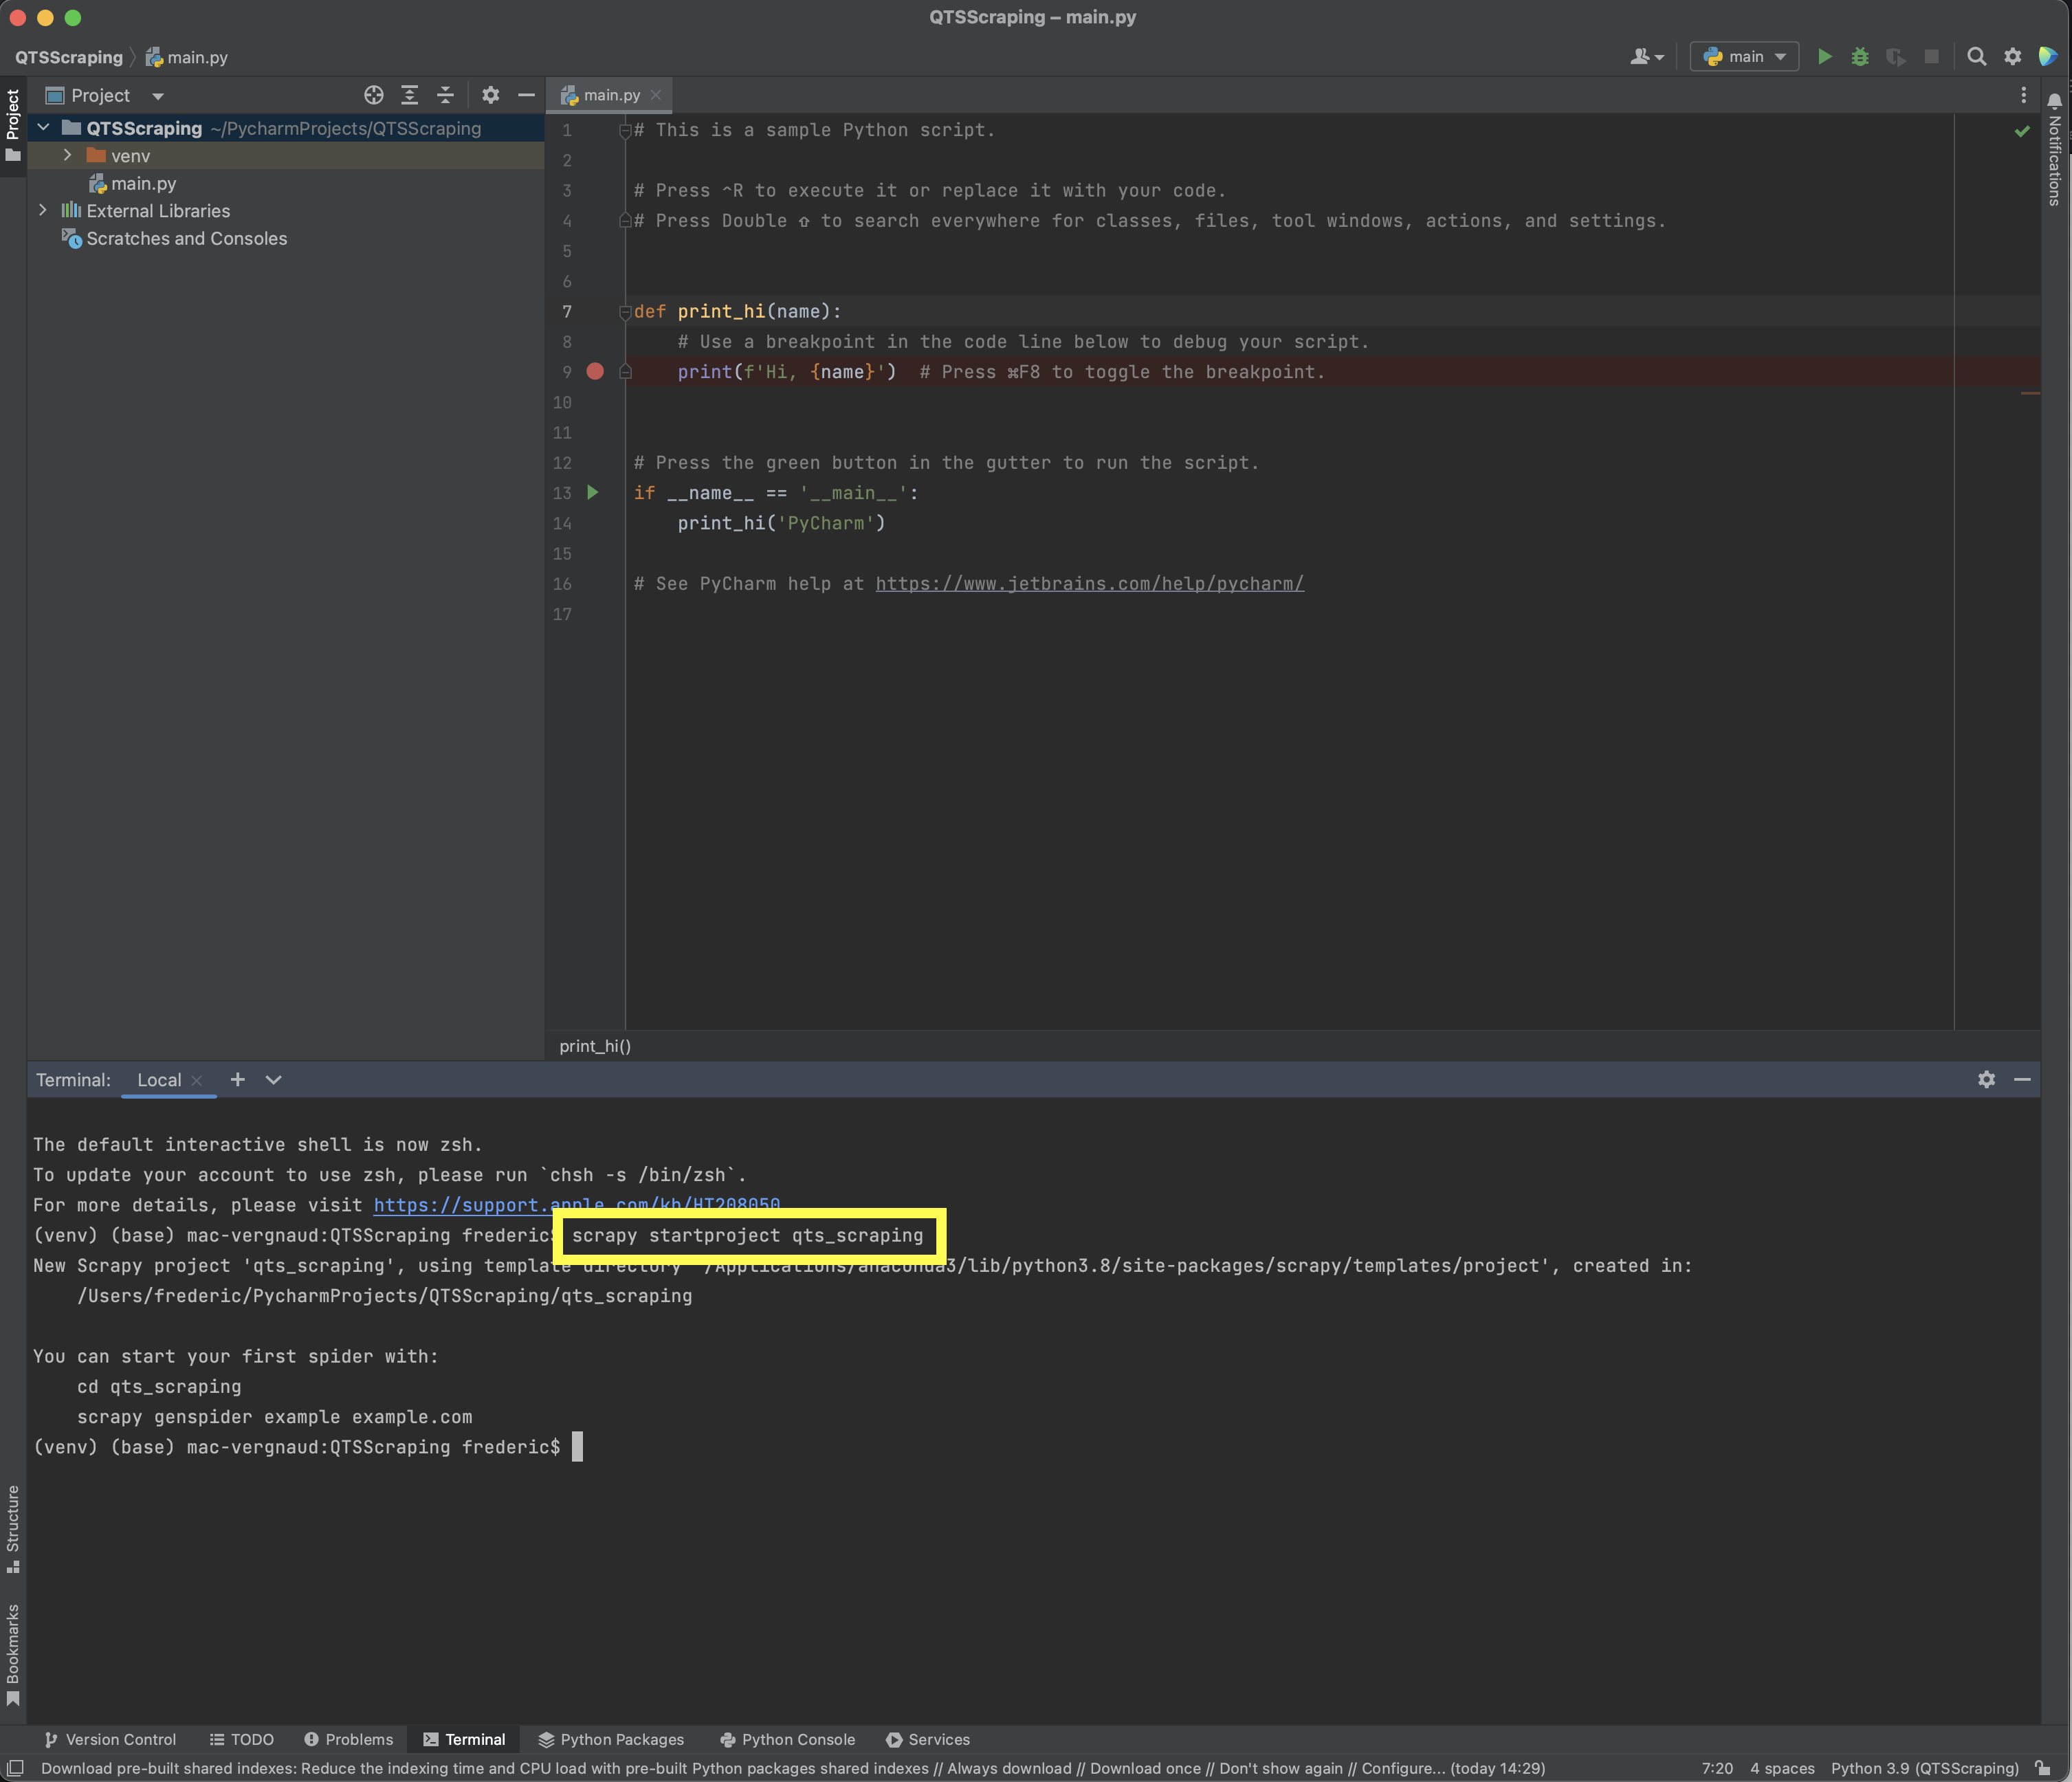 QTSScraping – main.py
QTSScraping
main.py
main
Project
Project
main.py
Notifications
QTSScraping ~/PycharmProjects/QTSScraping
venv
main.py
External Libraries
Scratches and Consoles
1 # This is a sample Python script.
2
3 # Press ^R to execute it or replace it with your code.
4 # Press Double ⇧ to search everywhere for classes, files, tool windows, actions, and settings.
5
6
7 def print_hi(name):
8 # Use a breakpoint in the code line below to debug your script.
9 print(f'Hi, {name}') # Press ⌘F8 to toggle the breakpoint.
10
11
12 # Press the green button in the gutter to run the script.
13 if __name__ == '__main__':
14 print_hi('PyCharm')
15
16 # See PyCharm help at https://www.jetbrains.com/help/pycharm/
17
print_hi()
Terminal: Local
The default interactive shell is now zsh.
To update your account to use zsh, please run `chsh -s /bin/zsh`.
For more details, please visit https://support.apple.com/kb/HT208050
(venv) (base) mac-vergnaud:QTSScraping frederic$ scrapy startproject qts_scraping
New Scrapy project 'qts_scraping', using template directory '/Applications/anaconda3/lib/python3.8/site-packages/scrapy/templates/project', created in:
/Users/frederic/PycharmProjects/QTSScraping/qts_scraping
You can start your first spider with:
cd qts_scraping
scrapy genspider example example.com
(venv) (base) mac-vergnaud:QTSScraping frederic$
Structure
Bookmarks
Version Control
TODO
Problems
Terminal
Python Packages
Python Console
Services
Download pre-built shared indexes: Reduce the indexing time and CPU load with pre-built Python packages shared indexes // Always download // Download once // Don't show again // Configure... (today 14:29)
7:20 4 spaces Python 3.9 (QTSScraping)